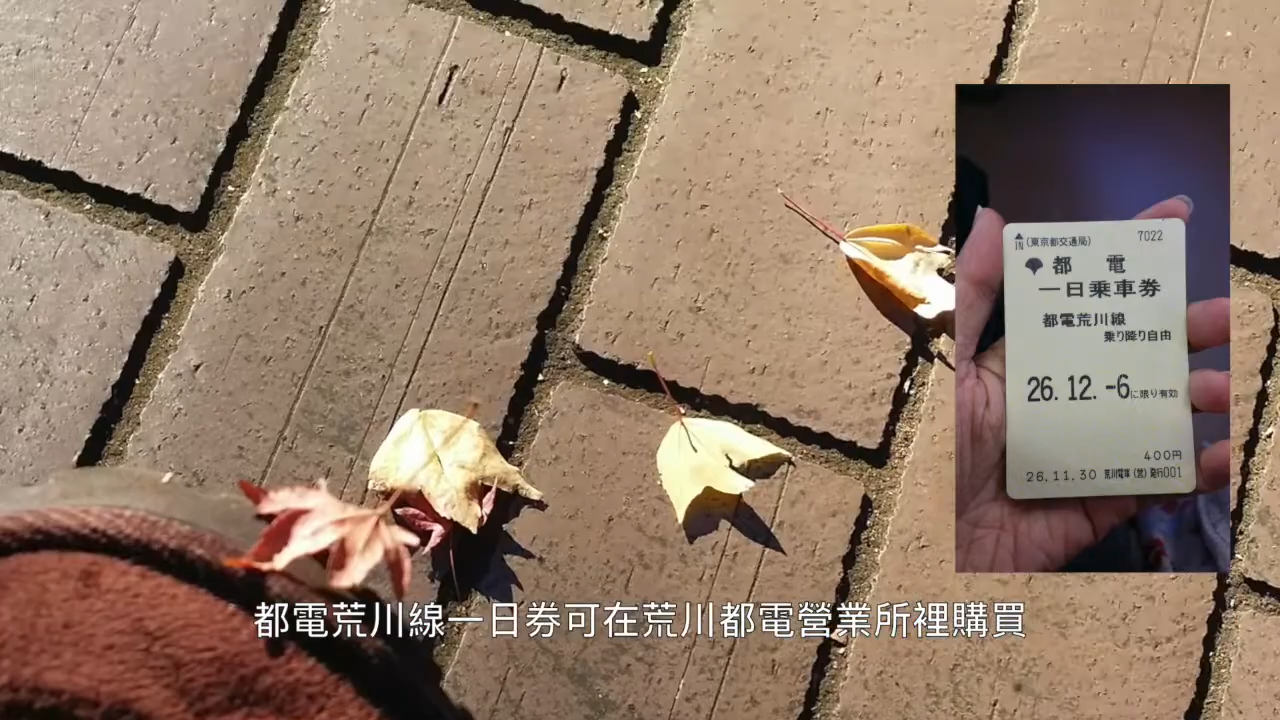 ▲IN (東京都交通局) 7022
都電
一日乗車券
都電荒川線
乗り降り自由
26.12.-6に限り有効
400円
26.11.30 荒川電車(営)発行001
都電荒川線一日券可在荒川都電營業所裡購買